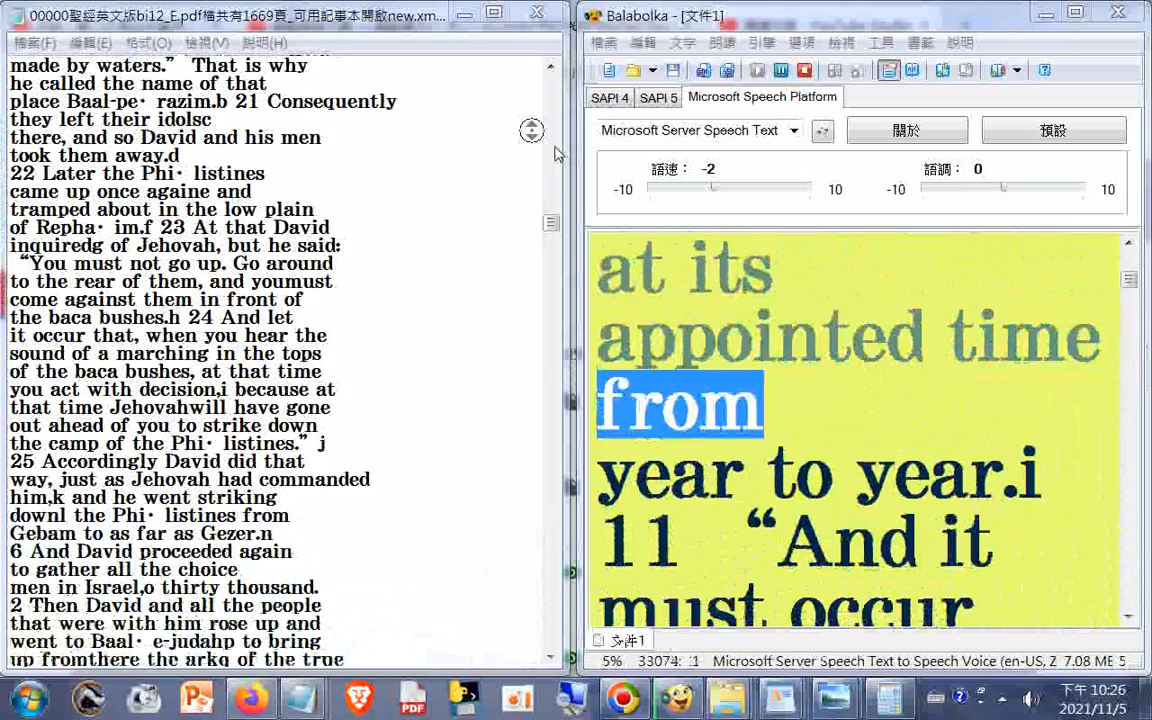 00000聖經英文版bi12_E.pdf檔共有1669頁_可用記事本開啟new.xm...
檔案(F) 編輯(E) 格式(O) 檢視(V) 說明(H)
made by waters.” That is why
he called the name of that
place Baal-pe· razim.b 21 Consequently
they left their idolsc
there, and so David and his men
took them away.d
22 Later the Phi· listines
came up once againe and
tramped about in the low plain
of Repha· im.f 23 At that David
inquiredg of Jehovah, but he said:
“You must not go up. Go around
to the rear of them, and youmust
come against them in front of
the baca bushes.h 24 And let
it occur that, when you hear the
sound of a marching in the tops
of the baca bushes, at that time
you act with decision,i because at
that time Jehovahwill have gone
out ahead of you to strike down
the camp of the Phi· listines.” j
25 Accordingly David did that
way, just as Jehovah had commanded
him,k and he went striking
downl the Phi· listines from
Gebam to as far as Gezer.n
6 And David proceeded again
to gather all the choice
men in Israel,o thirty thousand.
2 Then David and all the people
that were with him rose up and
went to Baal· e-judahp to bring
up fromthere the arkq of the true
Balabolka - [文件1]
檔案 編輯 文字 朗讀 引擎 選項 檢視 工具 書籤 說明
SAPI 4 SAPI 5 Microsoft Speech Platform
Microsoft Server Speech Text 關於 預設
語速： -2 語調： 0
-10 10 -10 10
at its
appointed time
from
year to year.i
11 “And it
must occur
文件1
5% 33074: :1 Microsoft Server Speech Text to Speech Voice (en-US, Z 7.08 ME 5
PDF
下午 10:26
2021/11/5